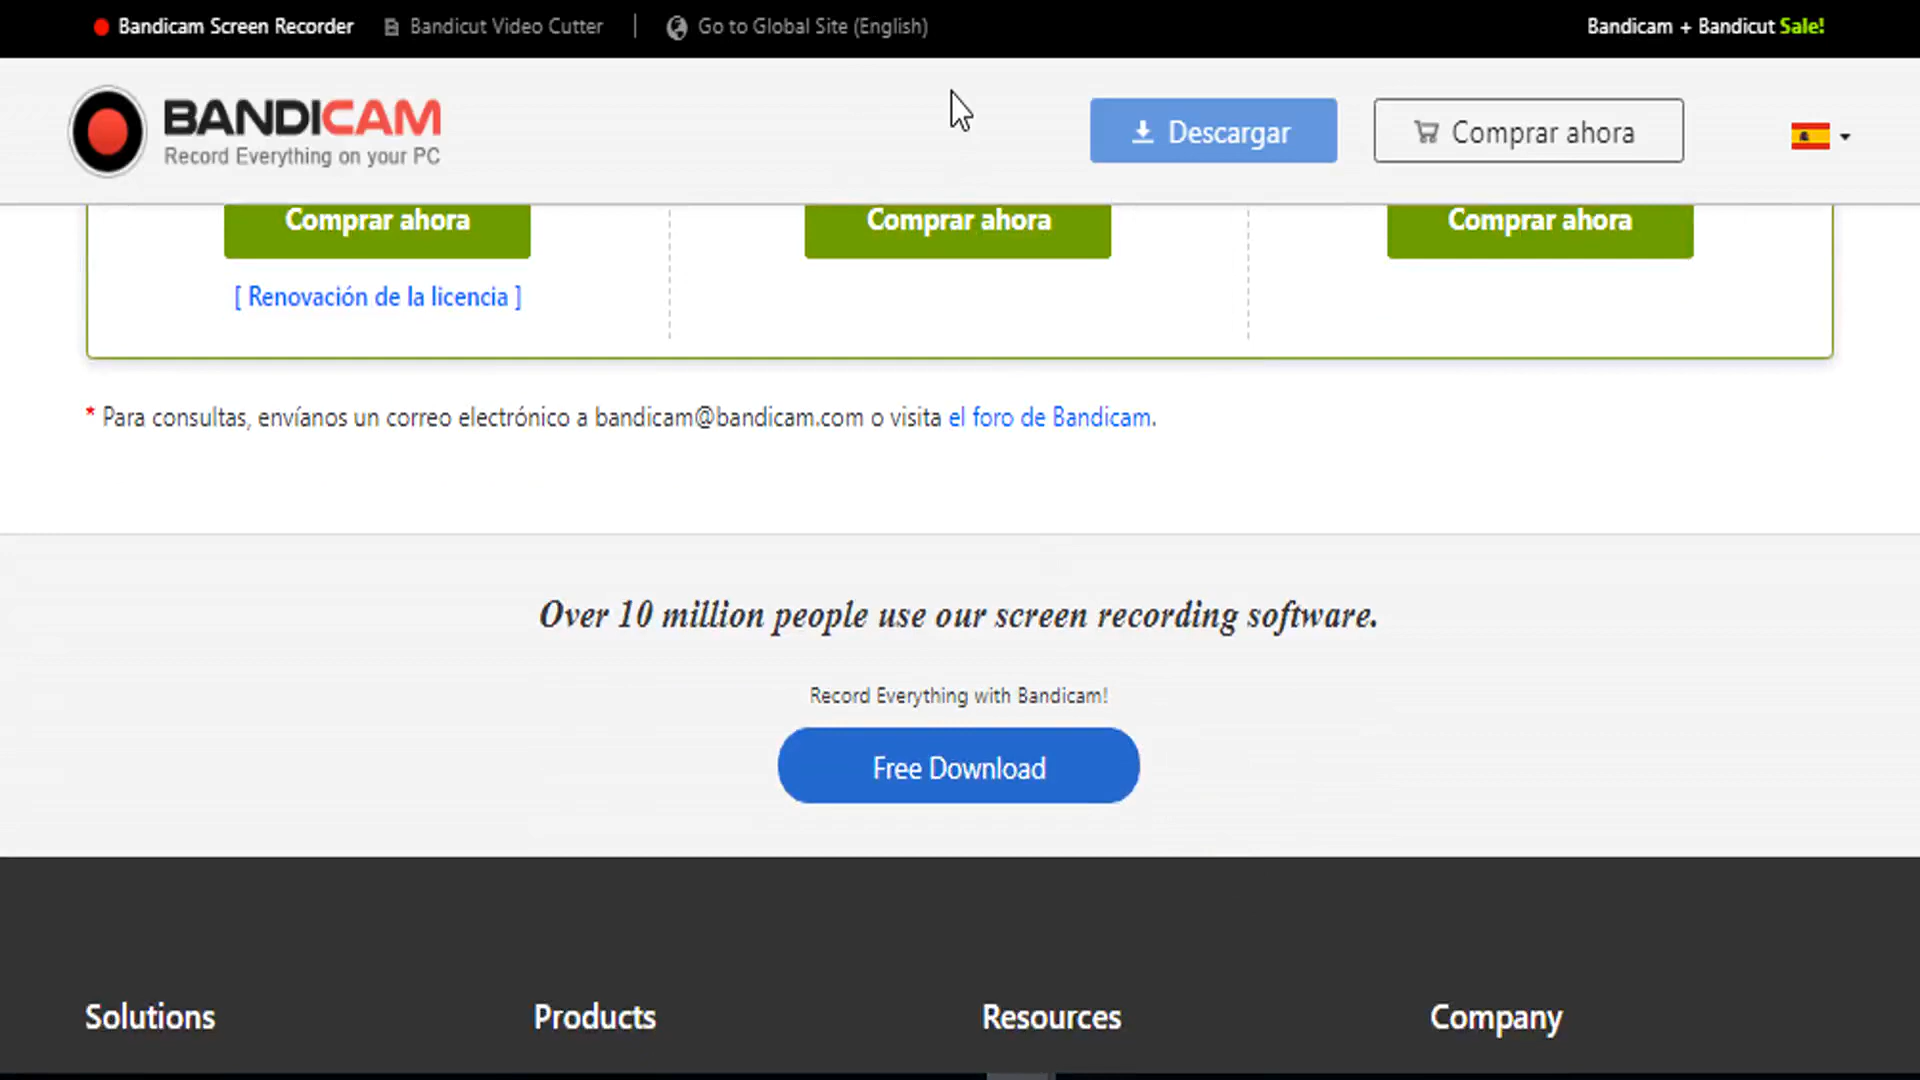 Bandicam Screen Recorder Bandicut Video Cutter Go to Global Site (English) Bandicam + Bandicut Sale!
BANDICAM
Record Everything on your PC
Descargar
Comprar ahora
Comprar ahora Comprar ahora Comprar ahora
[ Renovación de la licencia ]
* Para consultas, envíanos un correo electrónico a bandicam@bandicam.com o visita el foro de Bandicam.
Over 10 million people use our screen recording software.
Record Everything with Bandicam!
Free Download
Solutions Products Resources Company